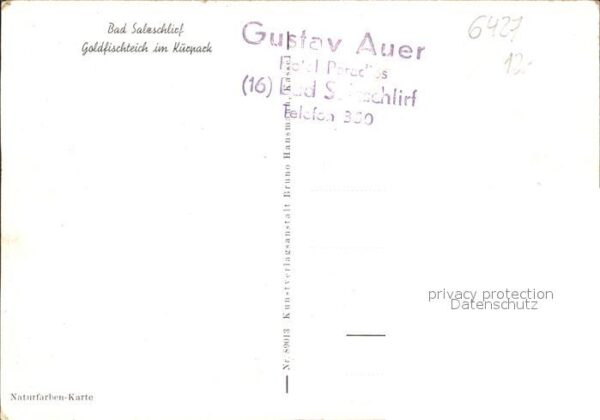 Bad Salzschlirf
Goldfischteich im Kurpark
Gustav Auer
Hotel Paradies
(16) Bad Salzschlirf
Telefon 350
6427
12.-
Nr. 89013 Kunstverlagsanstalt Bruno Hansmann, Kassel
privacy protection
Datenschutz
Naturfarben-Karte